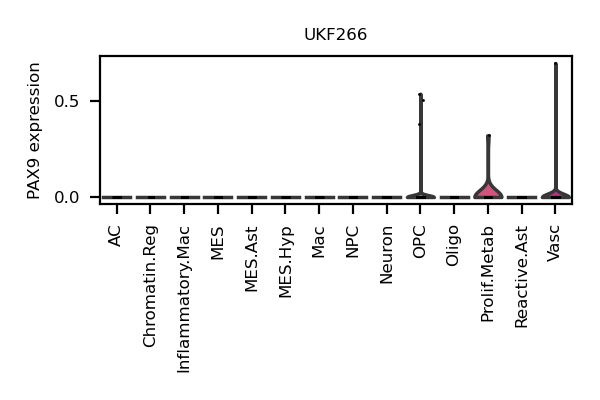 UKF266
PAX9 expression
0.5
0.0
AC
Chromatin.Reg
Inflammatory.Mac
MES
MES.Ast
MES.Hyp
Mac
NPC
Neuron
OPC
Oligo
Prolif.Metab
Reactive.Ast
Vasc